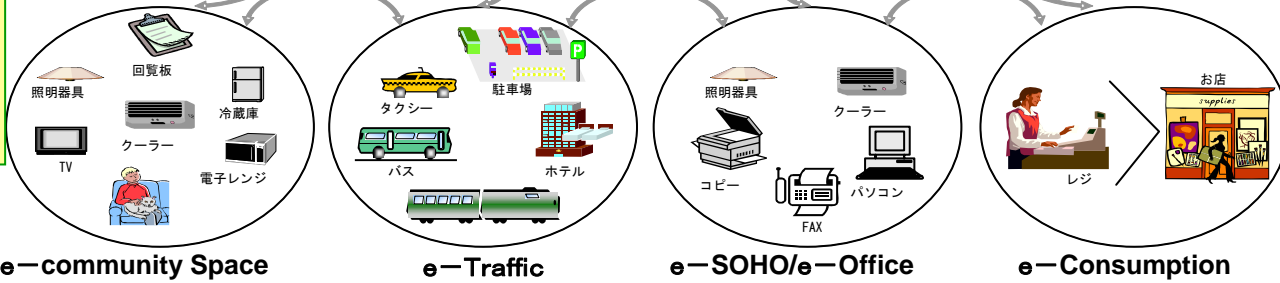 回覧板
照明器具
冷蔵庫
クーラー
TV
電子レンジ
e－community Space
P
駐車場
タクシー
バス
ホテル
e－Traffic
照明器具
クーラー
コピー
パソコン
FAX
e－SOHO/e－Office
お店
supplies
レジ
e－Consumption